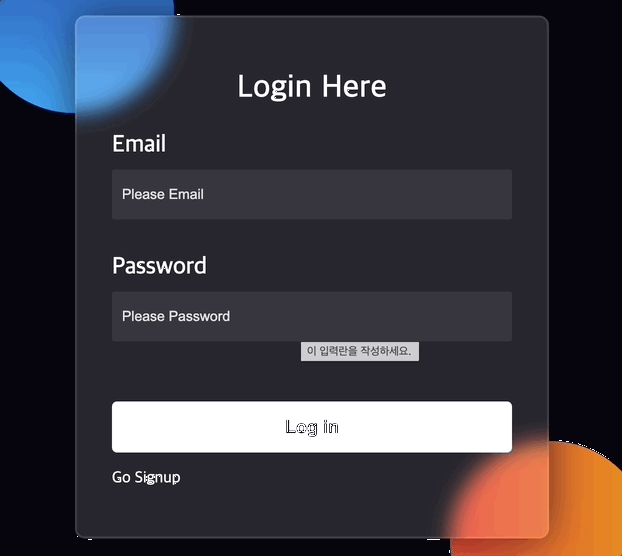 Login Here
Email
Please Email
Password
Please Password
이 입력란을 작성하세요.
Log in
Go Signup